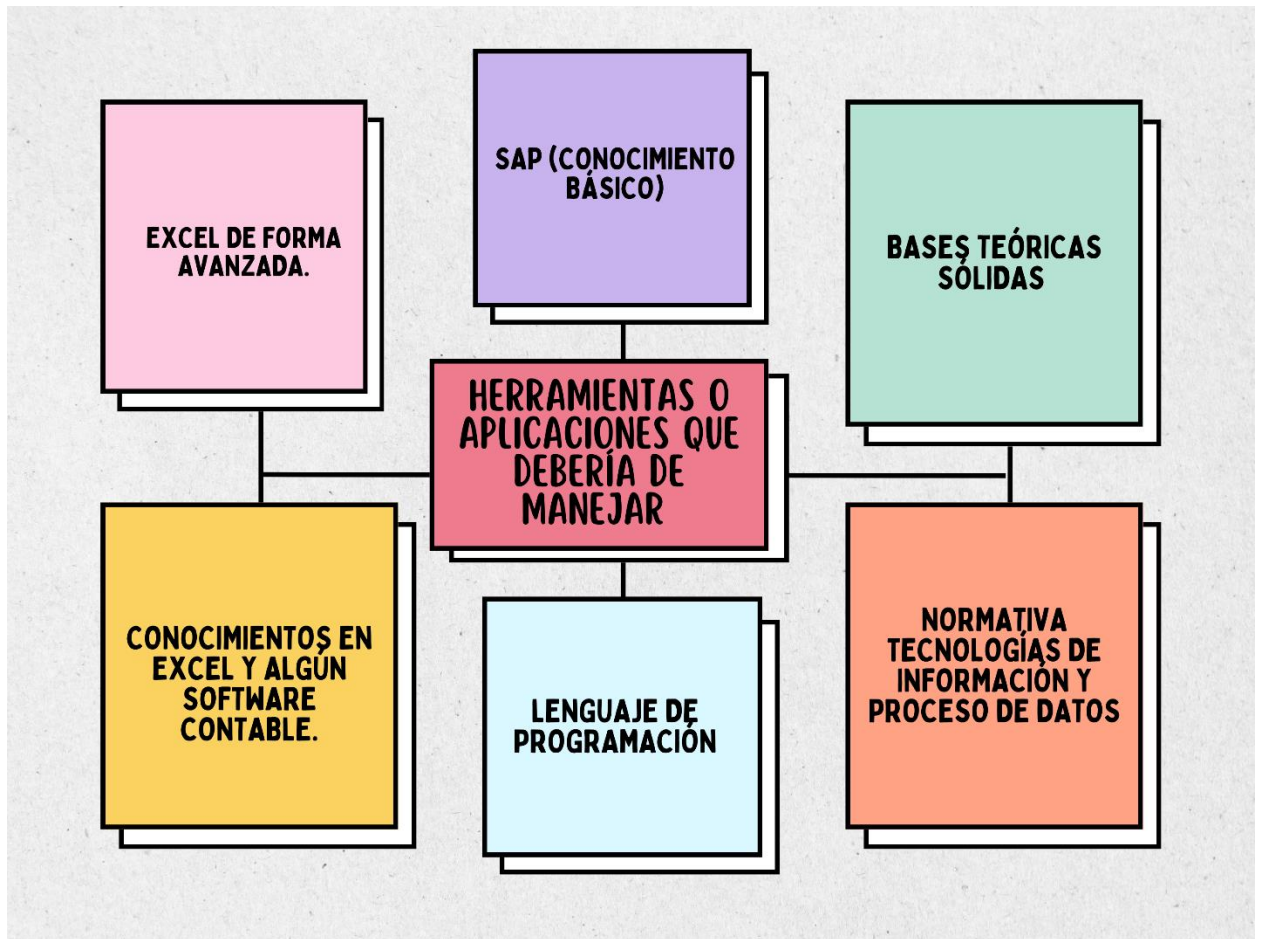 SAP (CONOCIMIENTO
BÁSICO)
EXCEL DE FORMA
AVANZADA.
BASES TEÓRICAS
SÓLIDAS
HERRAMIENTAS O
APLICACIONES QUE
DEBERÍA DE
MANEJAR
CONOCIMIENTOS EN
EXCEL Y ALGÚN
SOFTWARE
CONTABLE.
LENGUAJE DE
PROGRAMACIÓN
NORMATIVA
TECNOLOGÍAS DE
INFORMACIÓN Y
PROCESO DE DATOS